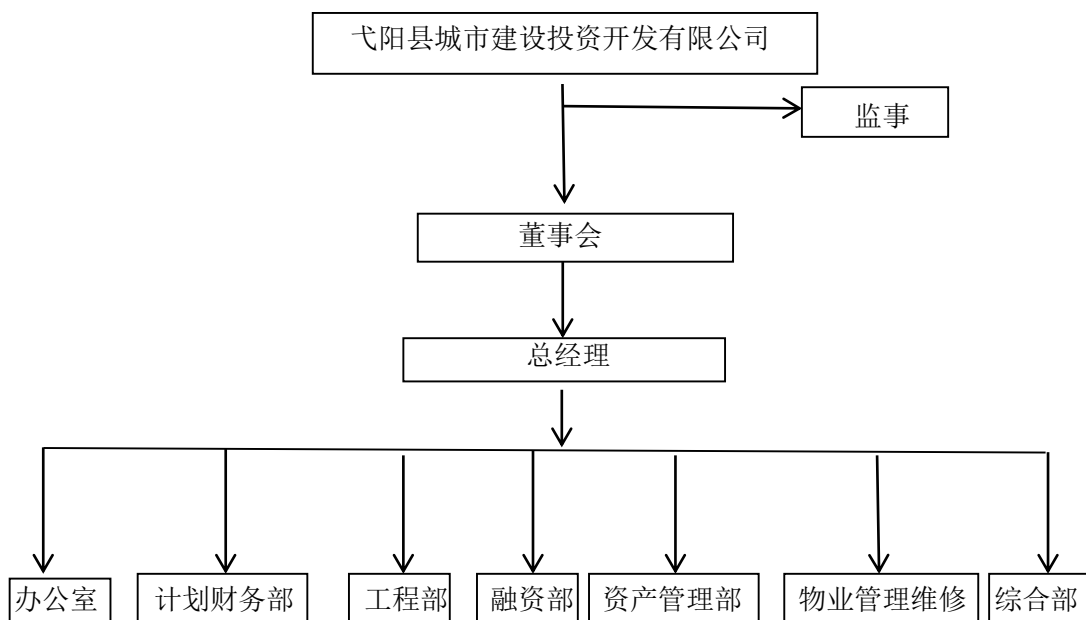 弋阳县城市建设投资开发有限公司
监事
董事会
总经理
办公室
计划财务部
工程部
融资部
资产管理部
物业管理维修
综合部